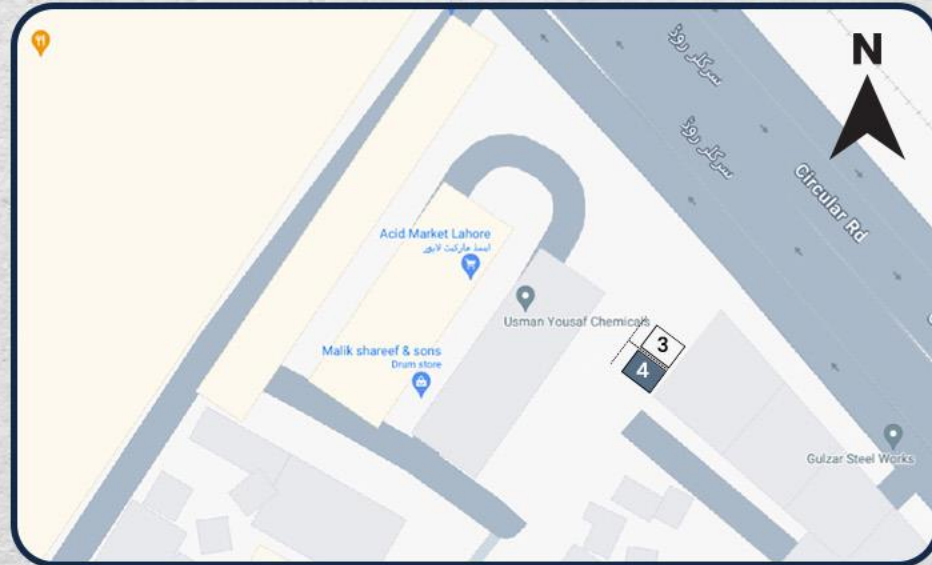 N
سرکلر روڈ
سرکلر روڈ
Circular Rd
Acid Market Lahore
ایسڈ مارکیٹ لاہور
Usman Yousaf Chemicals
3
4
Malik shareef & sons
Drum store
Gulzar Steel Works